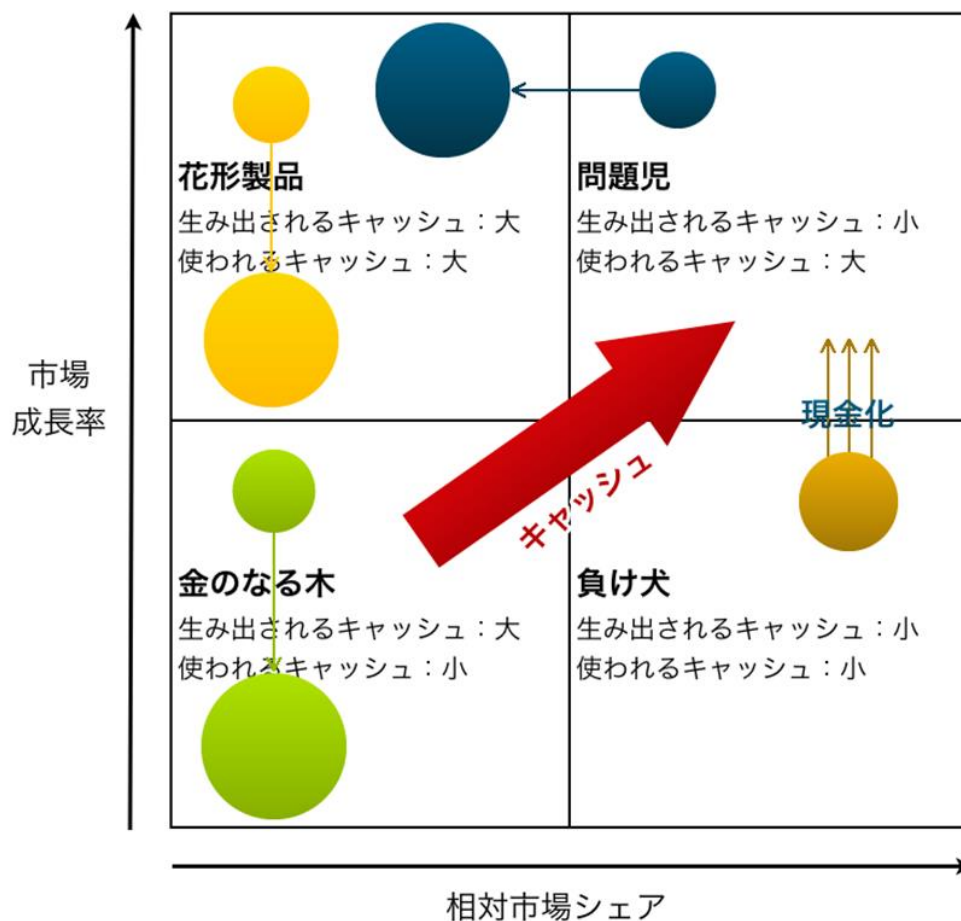 花形製品
生み出されるキャッシュ：大
使われるキャッシュ：大
問題児
生み出されるキャッシュ：小
使われるキャッシュ：大
市場
成長率
現金化
キャッシュ
金のなる木
生み出されるキャッシュ：大
使われるキャッシュ：小
負け犬
生み出されるキャッシュ：小
使われるキャッシュ：小
相対市場シェア